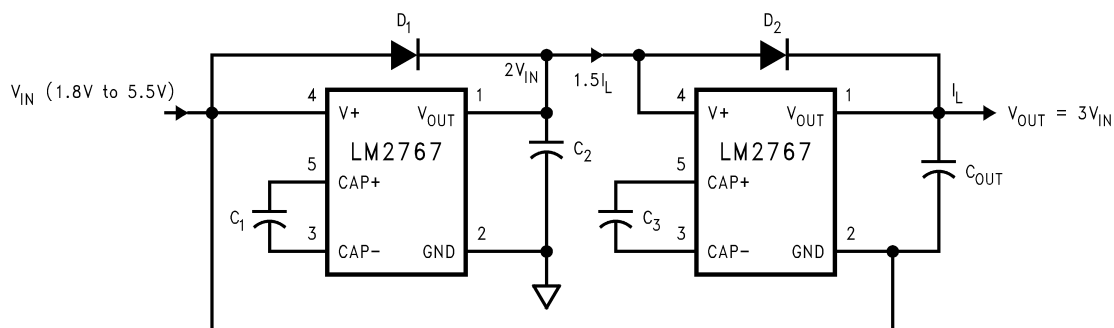 D1
D2
VIN (1.8V to 5.5V)
2VIN
1.5IL
IL
VOUT = 3VIN
4
V+
VOUT
1
LM2767
5
CAP+
C1
3
CAP-
GND
2
C2
4
V+
VOUT
1
LM2767
5
CAP+
C3
3
CAP-
GND
2
COUT